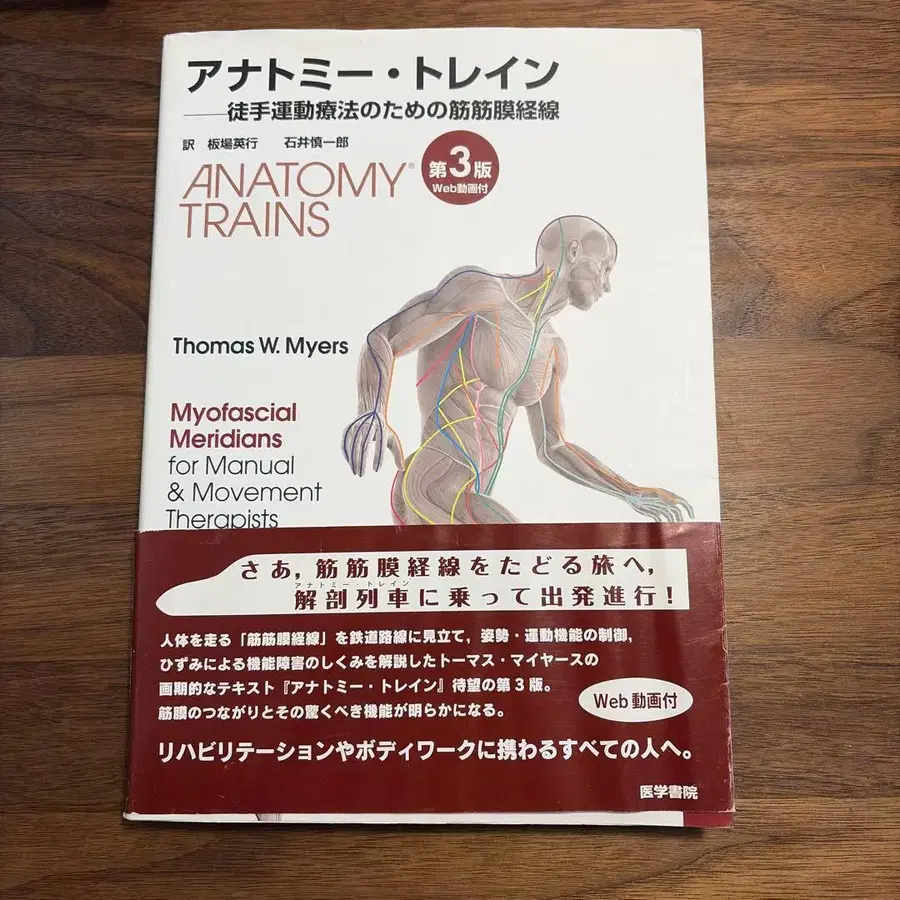 アナトミー・トレイン
——徒手運動療法のための筋筋膜経線
訳 板場英行 石井慎一郎
第3版
Web動画付
ANATOMY®
TRAINS
Thomas W. Myers
Myofascial
Meridians
for Manual
& Movement
Therapists
さあ,筋筋膜経線をたどる旅へ,
アナトミー・トレイン
解剖列車に乗って出発進行!
人体を走る「筋筋膜経線」を鉄道路線に見立て,姿勢・運動機能の制御,
ひずみによる機能障害のしくみを解説したトーマス・マイヤースの
画期的なテキスト『アナトミー・トレイン』待望の第3版。
筋膜のつながりとその驚くべき機能が明らかになる。
Web動画付
リハビリテーションやボディワークに携わるすべての人へ。
医学書院